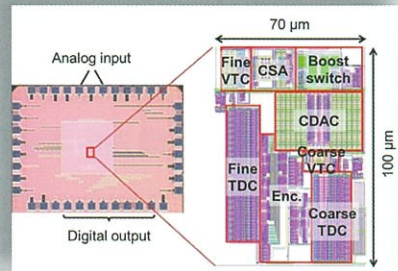 70 µm
Analog input
Fine
VTC
CSA
Boost
switch
CDAC
Coarse
VTC
Fine
TDC
Enc.
Coarse
TDC
100 µm
Digital output